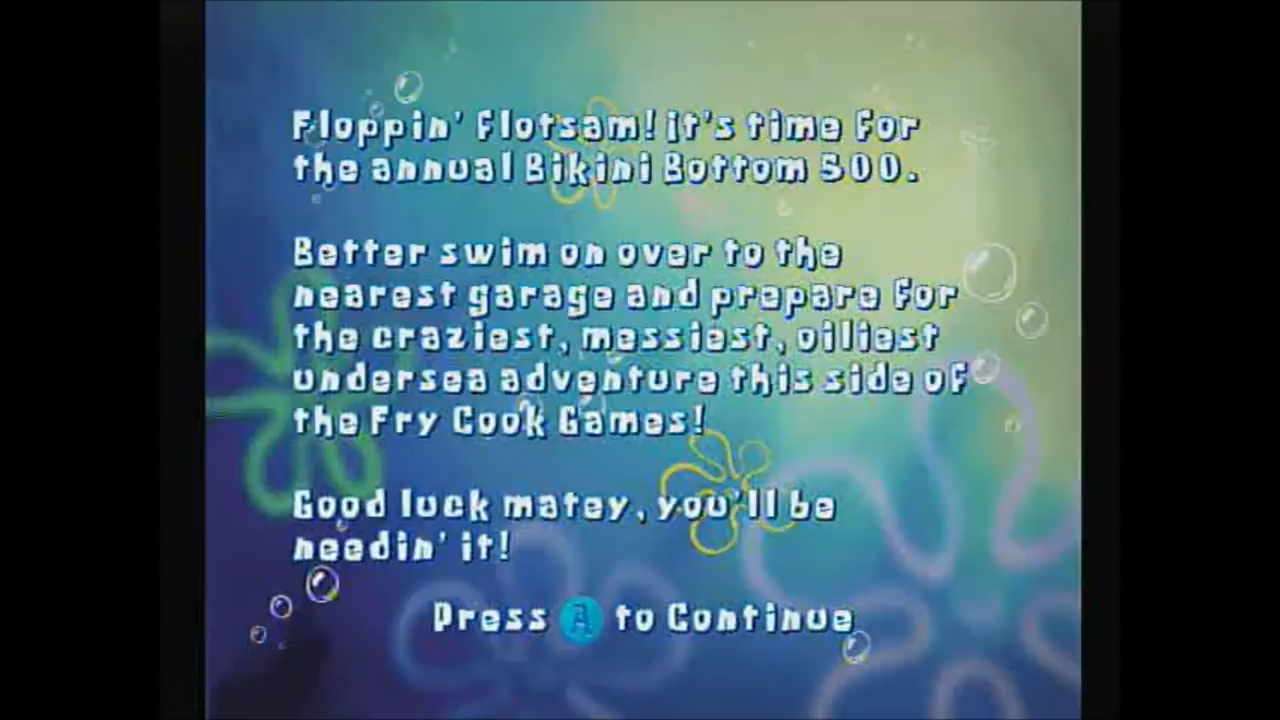 Floppin' Flotsam! It's time for
the annual Bikini Bottom 500.
Better swim on over to the
nearest garage and prepare for
the craziest, messiest, oiliest
undersea adventure this side of
the Fry Cook Games!
Good luck matey, you'll be
needin' it!
Press A to Continue